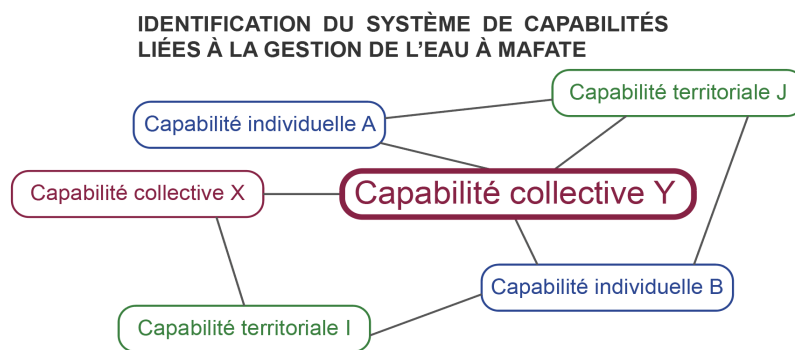 IDENTIFICATION DU SYSTÈME DE CAPABILITÉS
LIÉES À LA GESTION DE L'EAU À MAFATE
Capabilité territoriale J
Capabilité individuelle A
Capabilité collective X
Capabilité collective Y
Capabilité individuelle B
Capabilité territoriale I